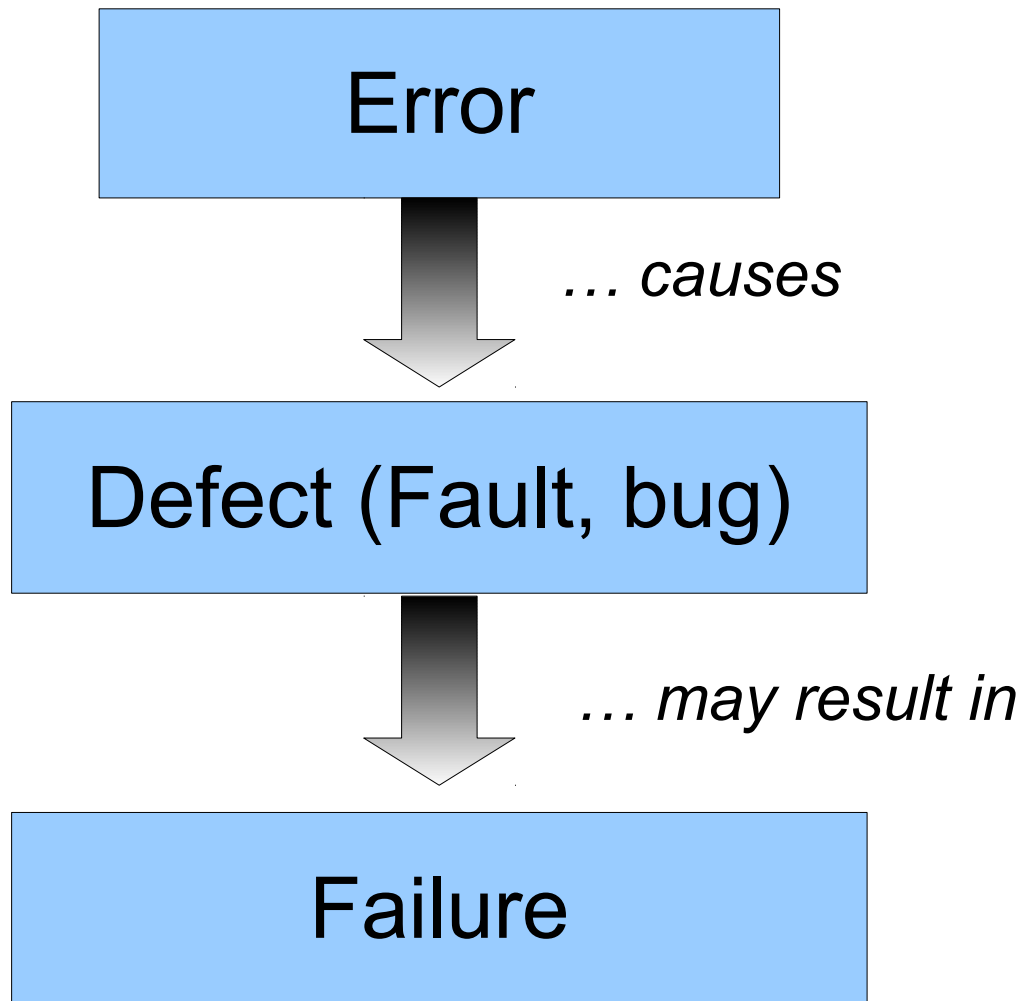 Error
… causes
Defect (Fault, bug)
… may result in
Failure